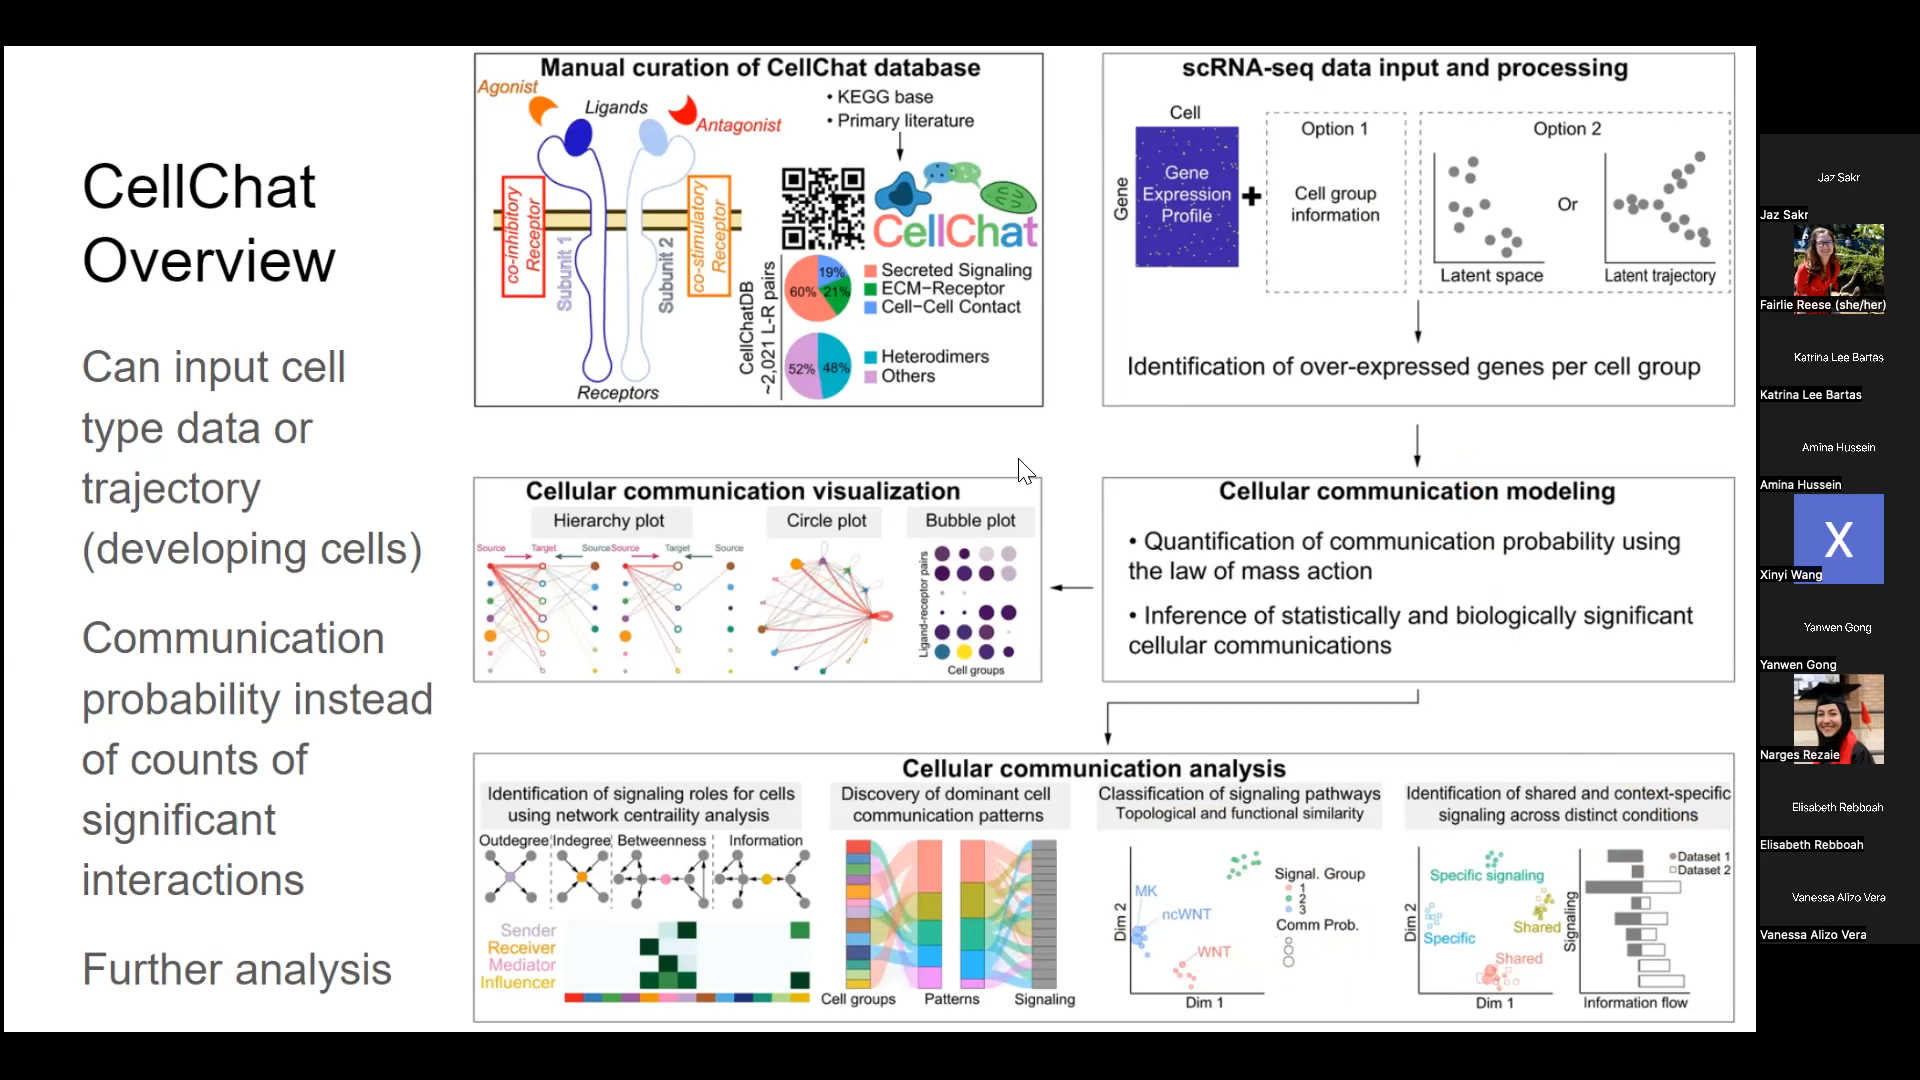 CellChat
Overview
Can input cell
type data or
trajectory
(developing cells)
Communication
probability instead
of counts of
significant
interactions
Further analysis
Manual curation of CellChat database
Agonist
Ligands
Antagonist
• KEGG base
• Primary literature
co-inhibitory
Receptor
Subunit 1
Subunit 2
co-stimulatory
Receptor
Receptors
CellChat
CellChatDB
~2,021 L-R pairs
19%
60%
21%
Secreted Signaling
ECM-Receptor
Cell-Cell Contact
52%
48%
Heterodimers
Others
scRNA-seq data input and processing
Cell
Gene
Gene
Expression
Profile
Option 1
Cell group
information
Option 2
Or
Latent space
Latent trajectory
Identification of over-expressed genes per cell group
Cellular communication visualization
Hierarchy plot
Circle plot
Bubble plot
Source
Target
Source
Source
Target
Source
Ligand-receptor pairs
Cell groups
Cellular communication modeling
• Quantification of communication probability using
the law of mass action
• Inference of statistically and biologically significant
cellular communications
Cellular communication analysis
Identification of signaling roles for cells
using network centraility analysis
Outdegree
Indegree
Betweenness
Information
Sender
Receiver
Mediator
Influencer
Discovery of dominant cell
communication patterns
Cell groups
Patterns
Signaling
Classification of signaling pathways
Topological and functional similarity
MK
ncWNT
WNT
Dim 2
Dim 1
Signal. Group
1
2
3
Comm Prob.
Identification of shared and context-specific
signaling across distinct conditions
Specific signaling
Shared
Specific
Shared
Dim 2
Dim 1
Signaling
Dataset 1
Dataset 2
Information flow
Jaz Sakr
Jaz Sakr
Fairlie Reese (she/her)
Katrina Lee Bartas
Katrina Lee Bartas
Amina Hussein
Amina Hussein
X
Xinyi Wang
Yanwen Gong
Yanwen Gong
Narges Rezaie
Elisabeth Rebboah
Elisabeth Rebboah
Vanessa Alizo Vera
Vanessa Alizo Vera